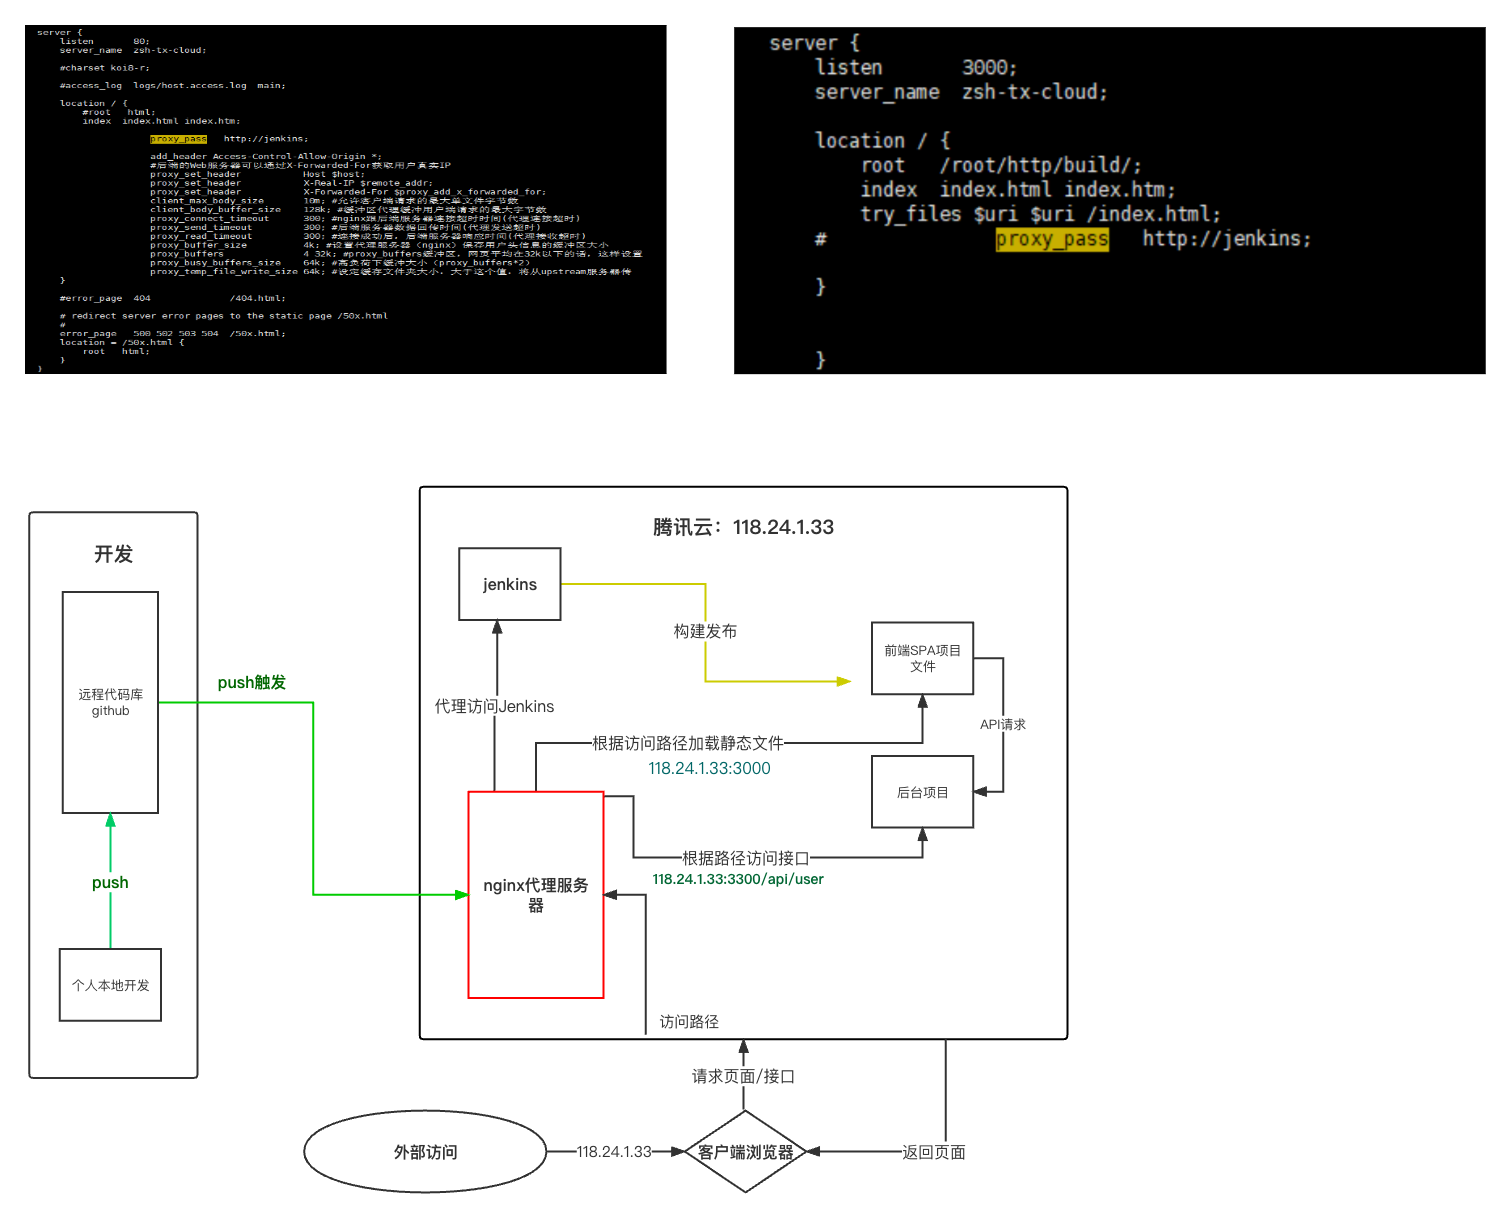 server {
listen 80;
server_name zsh-tx-cloud;
#charset koi8-r;
#access_log logs/host.access.log main;
location / {
#root html;
index index.html index.htm;
proxy_pass http://jenkins;
add_header Access-Control-Allow-Origin *;
#后端的Web服务器可以通过X-Forwarded-For获取用户真实IP
proxy_set_header Host $host;
proxy_set_header X-Real-IP $remote_addr;
proxy_set_header X-Forwarded-For $proxy_add_x_forwarded_for;
client_max_body_size 10m; #允许客户端请求的最大单文件字节数
client_body_buffer_size 128k; #缓冲区代理缓冲用户端请求的最大字节数
proxy_connect_timeout 300; #nginx跟后端服务器连接超时时间(代理连接超时)
proxy_send_timeout 300; #后端服务器数据回传时间(代理发送超时)
proxy_read_timeout 300; #连接成功后，后端服务器响应时间(代理接收超时)
proxy_buffer_size 4k; #设置代理服务器（nginx）保存用户头信息的缓冲区大小
proxy_buffers 4 32k; #proxy_buffers缓冲区，网页平均在32k以下的话，这样设置
proxy_busy_buffers_size 64k; #高负荷下缓冲大小（proxy_buffers*2）
proxy_temp_file_write_size 64k; #设定缓存文件夹大小，大于这个值，将从upstream服务器传
}
#error_page 404 /404.html;
# redirect server error pages to the static page /50x.html
#
error_page 500 502 503 504 /50x.html;
location = /50x.html {
root html;
}
}
server {
listen 3000;
server_name zsh-tx-cloud;
location / {
root /root/http/build/;
index index.html index.htm;
try_files $uri $uri /index.html;
# proxy_pass http://jenkins;
}
}
开发
远程代码库
github
push触发
push
个人本地开发
腾讯云：118.24.1.33
jenkins
构建发布
前端SPA项目
文件
代理访问Jenkins
API请求
根据访问路径加载静态文件
118.24.1.33:3000
后台项目
根据路径访问接口
118.24.1.33:3300/api/user
nginx代理服务
器
访问路径
请求页面/接口
外部访问
118.24.1.33
客户端浏览器
返回页面